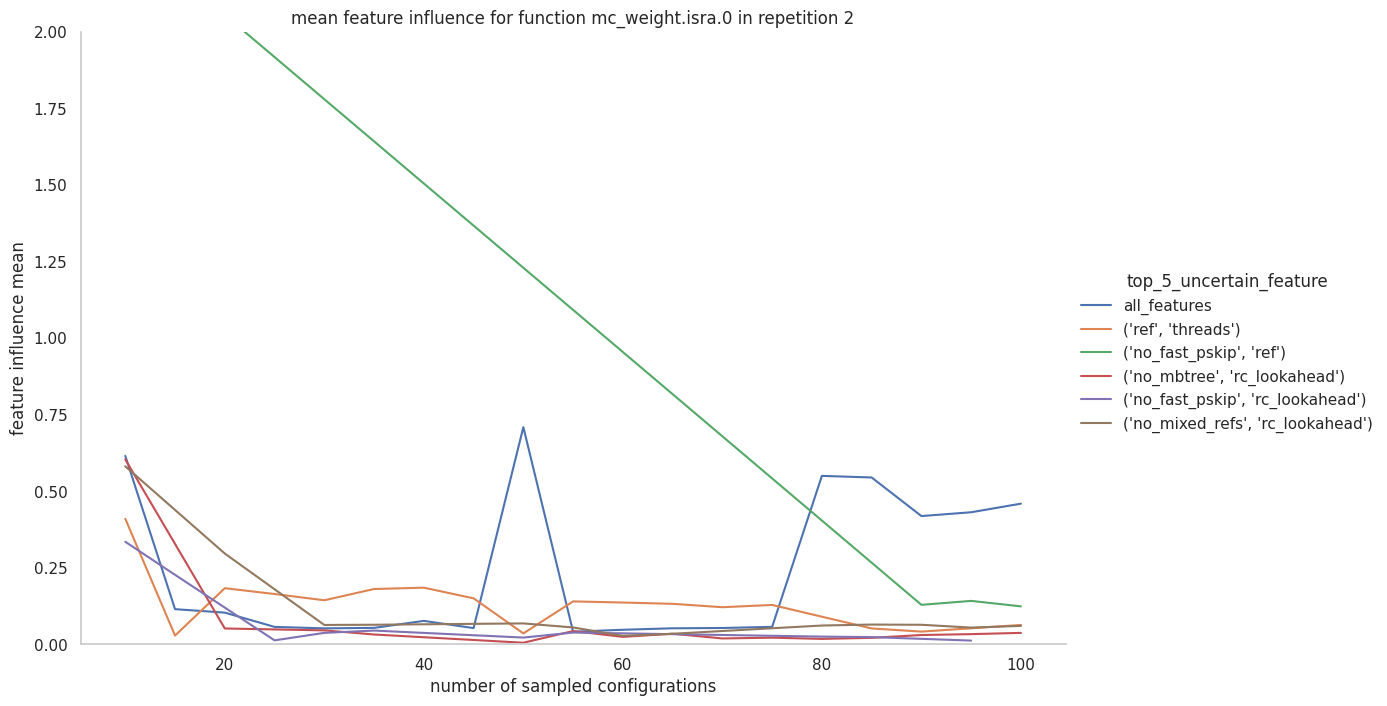 mean feature influence for function mc_weight.isra.0 in repetition 2
2.00
1.75
1.50
1.25
1.00
0.75
0.50
0.25
0.00
feature influence mean
20
40
60
80
100
number of sampled configurations
top_5_uncertain_feature
all_features
('ref', 'threads')
('no_fast_pskip', 'ref')
('no_mbtree', 'rc_lookahead')
('no_fast_pskip', 'rc_lookahead')
('no_mixed_refs', 'rc_lookahead')